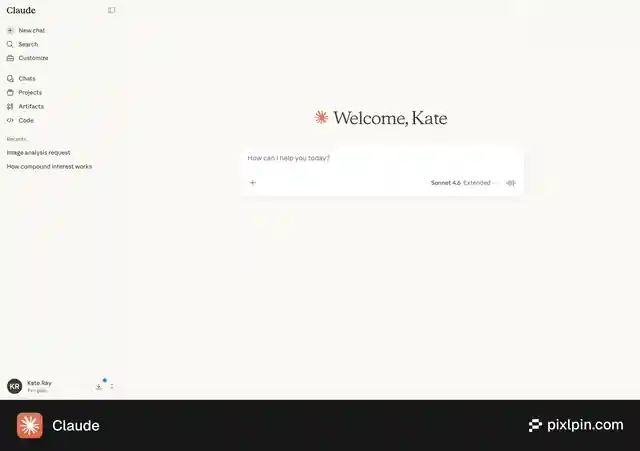 Claude
New chat
Search
Customize
Chats
Projects
Artifacts
Code
Recents
Image analysis request
How compound interest works
Welcome, Kate
How can I help you today?
Sonnet 4.6 Extended
KR
Kate Ray
Claude
pixlpin.com